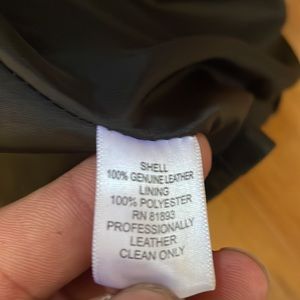 SHELL
100% GENUINE LEATHER
LINING
100% POLYESTER
RN 81893
PROFESSIONALLY
LEATHER
CLEAN ONLY